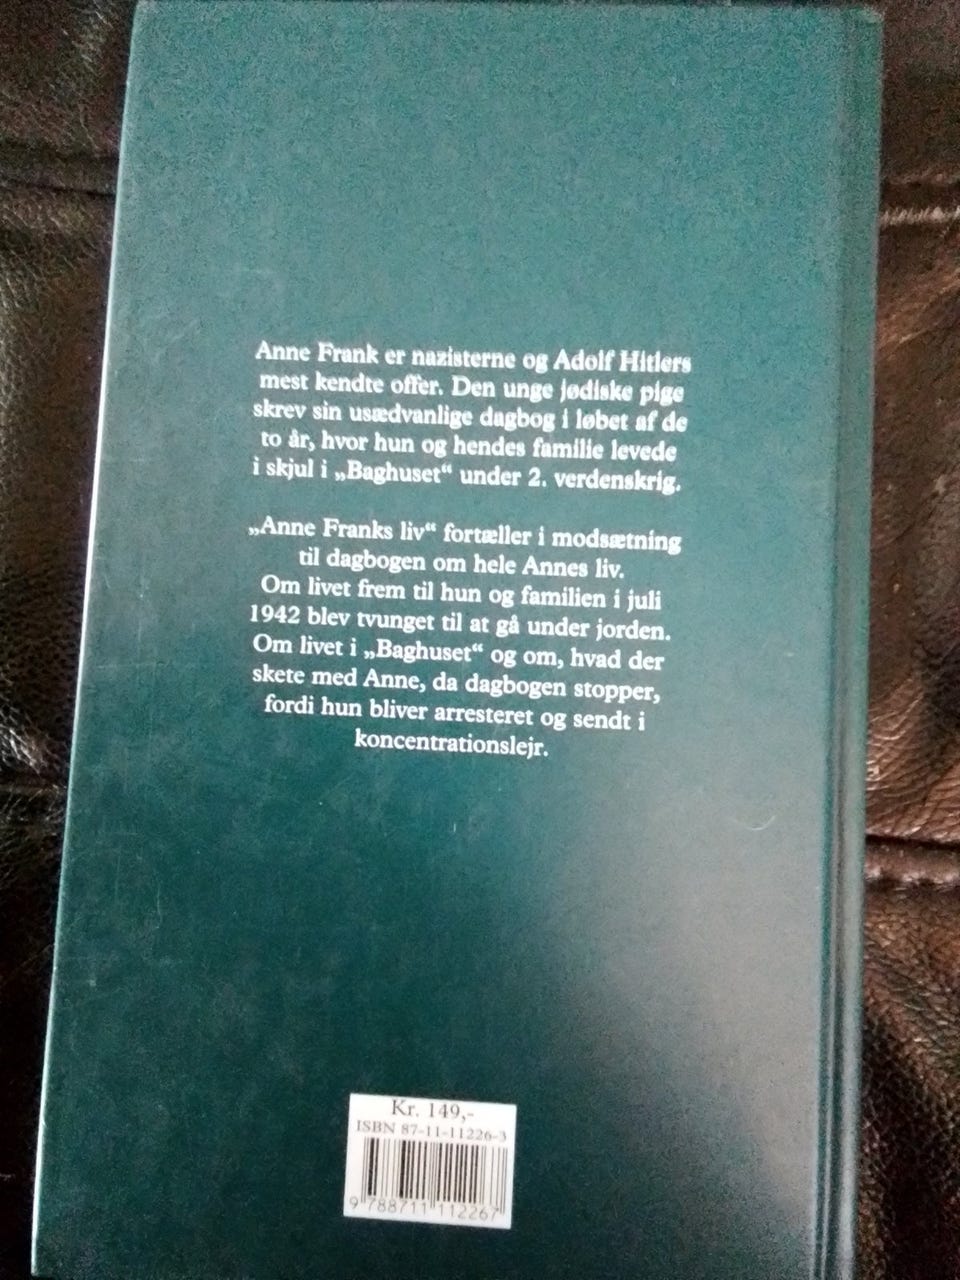 Anne Frank er nazisterne og Adolf Hitlers
mest kendte offer. Den unge jødiske pige
skrev sin usædvanlige dagbog i løbet af de
to år, hvor hun og hendes familie levede
i skjul i „Baghuset“ under 2. verdenskrig.
„Anne Franks liv“ fortæller i modsætning
til dagbogen om hele Annes liv.
Om livet frem til hun og familien i juli
1942 blev tvunget til at gå under jorden.
Om livet i „Baghuset“ og om, hvad der
skete med Anne, da dagbogen stopper,
fordi hun bliver arresteret og sendt i
koncentrationslejr.
Kr. 149,-
ISBN 87-11-11226-3
9 788711 112267